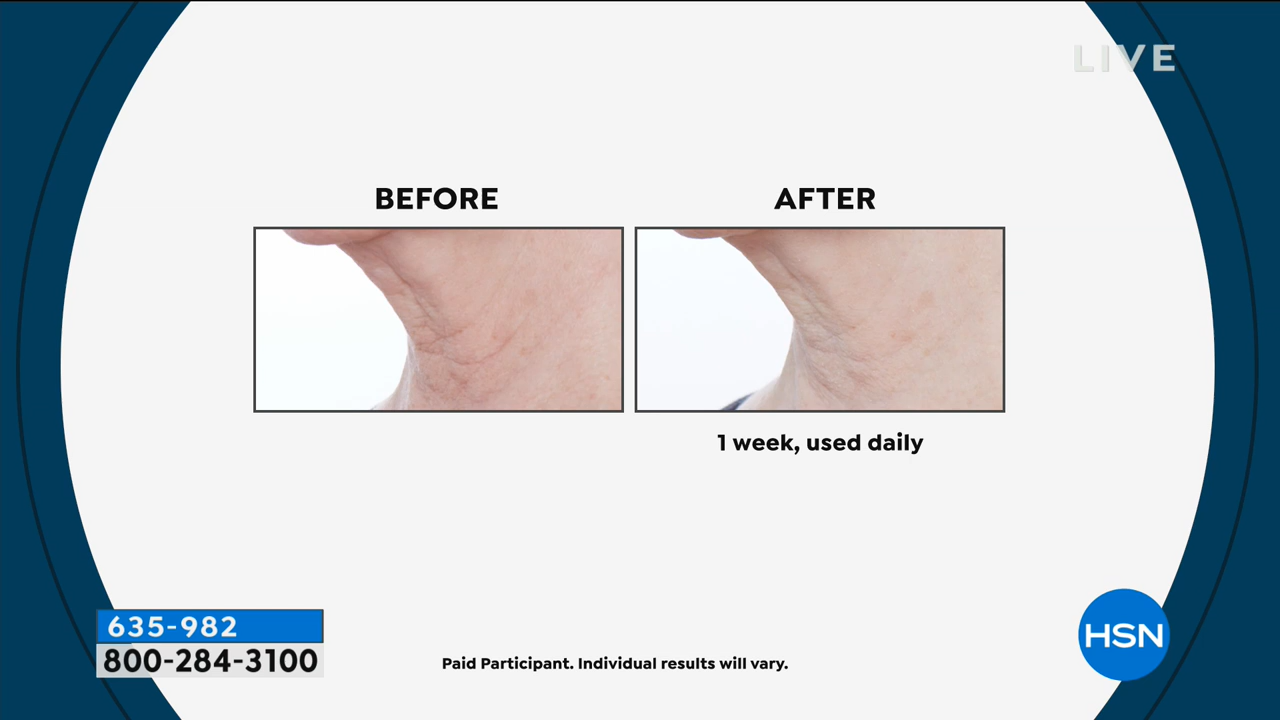 LIVE
BEFORE
AFTER
1 week, used daily
635-982
800-284-3100
Paid Participant. Individual results will vary.
HSN